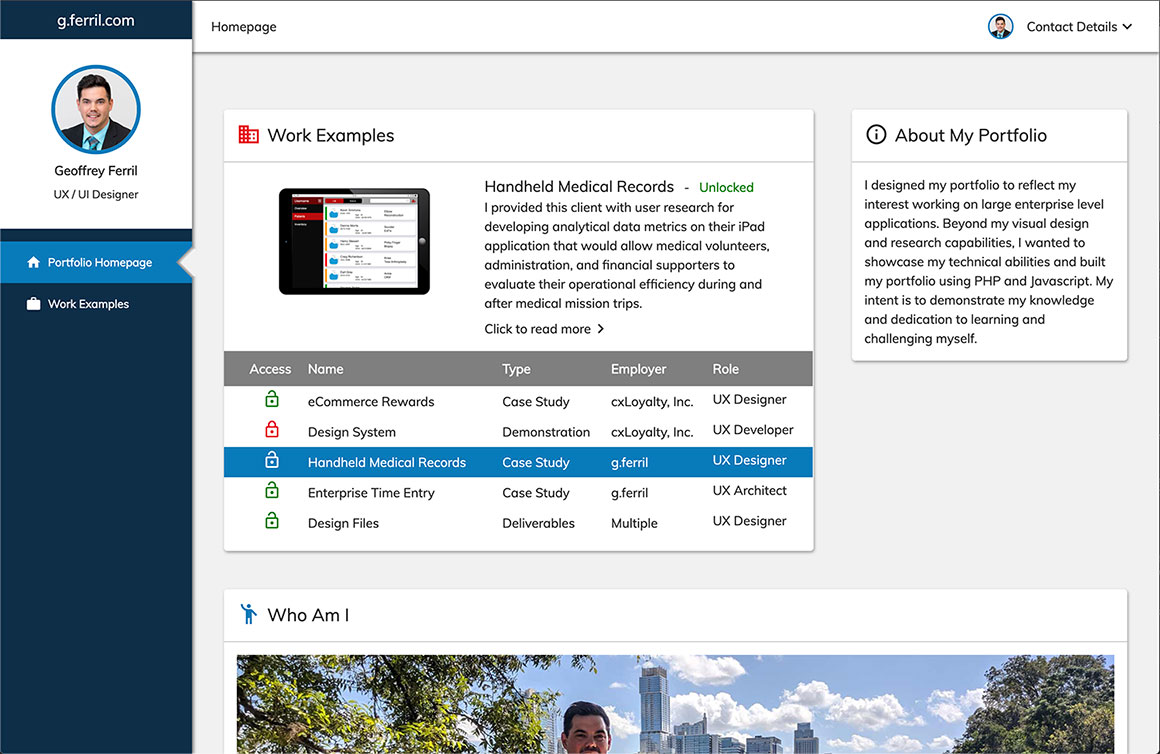 g.ferril.com
Homepage
Contact Details
Geoffrey Ferril
UX / UI Designer
Portfolio Homepage
Work Examples
Work Examples
Handheld Medical Records - Unlocked
I provided this client with user research for
developing analytical data metrics on their iPad
application that would allow medical volunteers,
administration, and financial supporters to
evaluate their operational efficiency during and
after medical mission trips.
Click to read more
Access Name Type Employer Role
eCommerce Rewards Case Study cxLoyalty, Inc. UX Designer
Design System Demonstration cxLoyalty, Inc. UX Developer
Handheld Medical Records Case Study g.ferril UX Designer
Enterprise Time Entry Case Study g.ferril UX Architect
Design Files Deliverables Multiple UX Designer
About My Portfolio
I designed my portfolio to reflect my
interest working on large enterprise level
applications. Beyond my visual design
and research capabilities, I wanted to
showcase my technical abilities and built
my portfolio using PHP and Javascript. My
intent is to demonstrate my knowledge
and dedication to learning and
challenging myself.
Who Am I